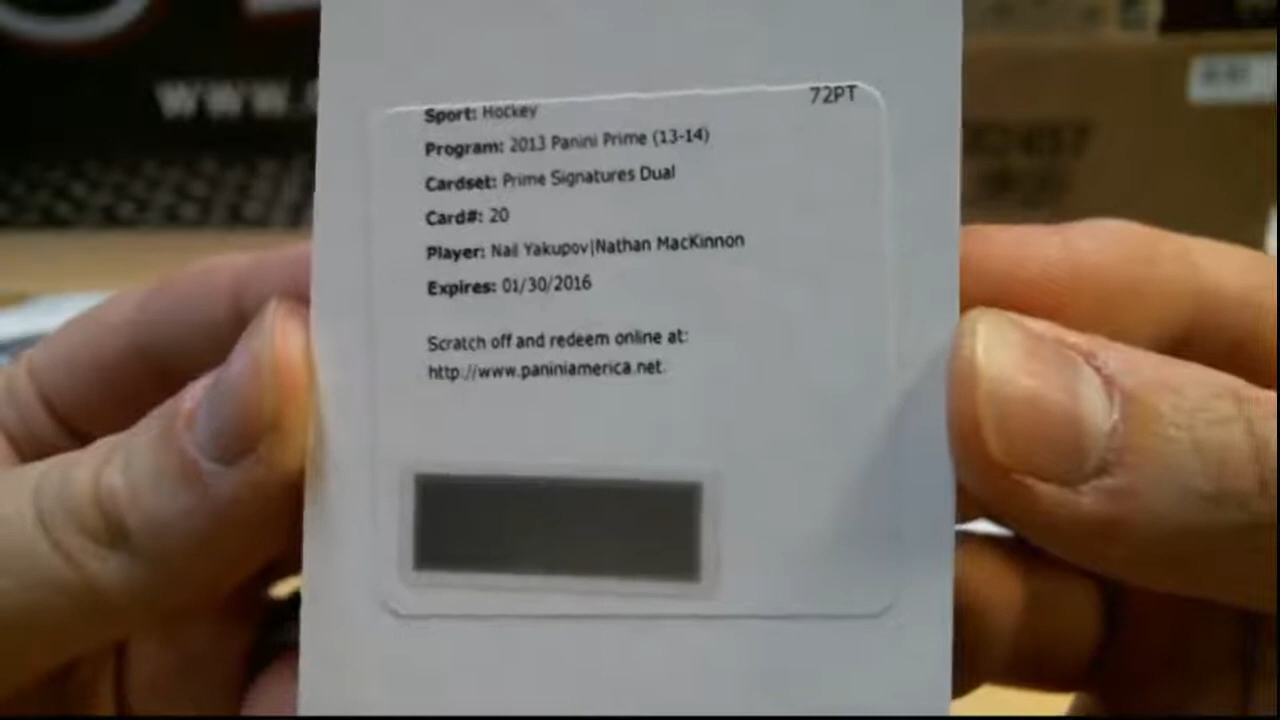 WWW.
72PT
Sport: Hockey
Program: 2013 Panini Prime (13-14)
Cardset: Prime Signatures Dual
Card#: 20
Player: Nail Yakupov|Nathan MacKinnon
Expires: 01/30/2016
Scratch off and redeem online at:
http://www.paniniamerica.net.